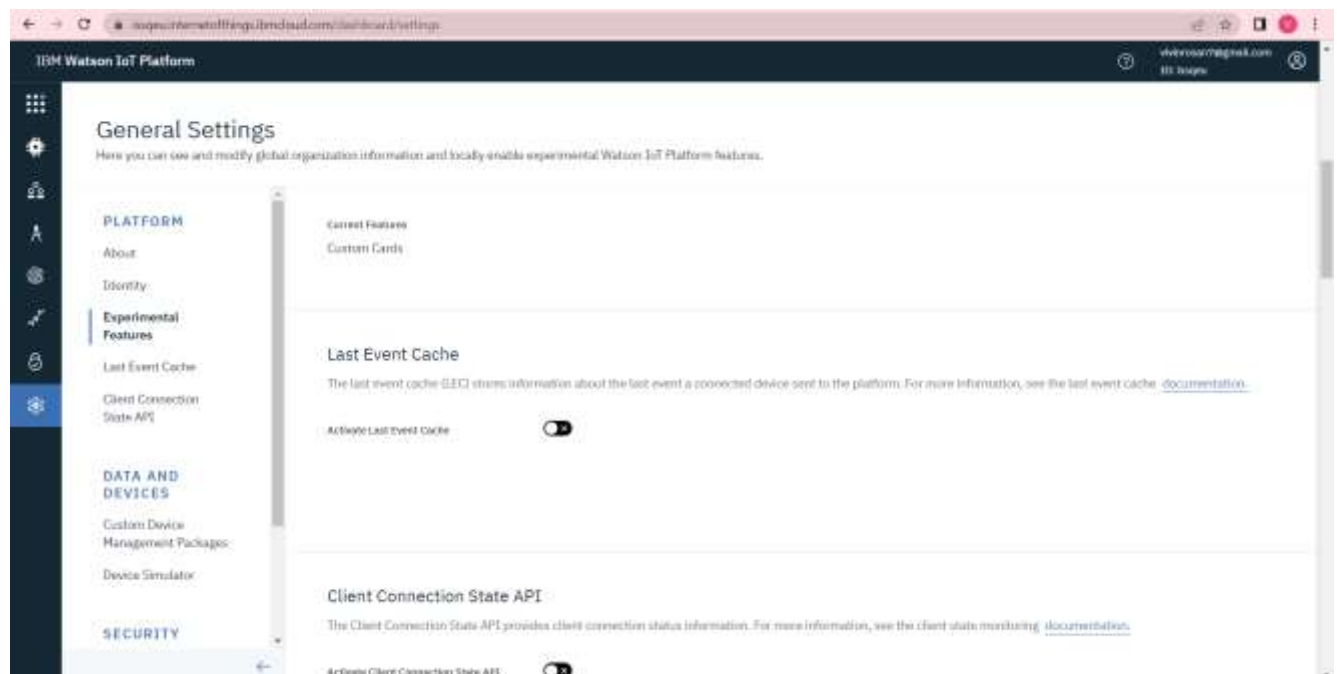 IBM Watson IoT Platform
General Settings
Here you can see and modify global organization information and locally enable experimental Watson IoT Platform features.
PLATFORM
About
Identity
Experimental
Features
Last Event Cache
Client Connection
State API
DATA AND
DEVICES
Custom Device
Management Packages
Device Simulator
SECURITY
Current Features
Custom Cards
Last Event Cache
The last event cache (LEC) stores information about the last event a connected device sent to the platform. For more information, see the last event cache documentation.
Activate Last Event Cache
Client Connection State API
The Client Connection State API provides client connection status information. For more information, see the client state monitoring documentation.
Activate Client Connection State API